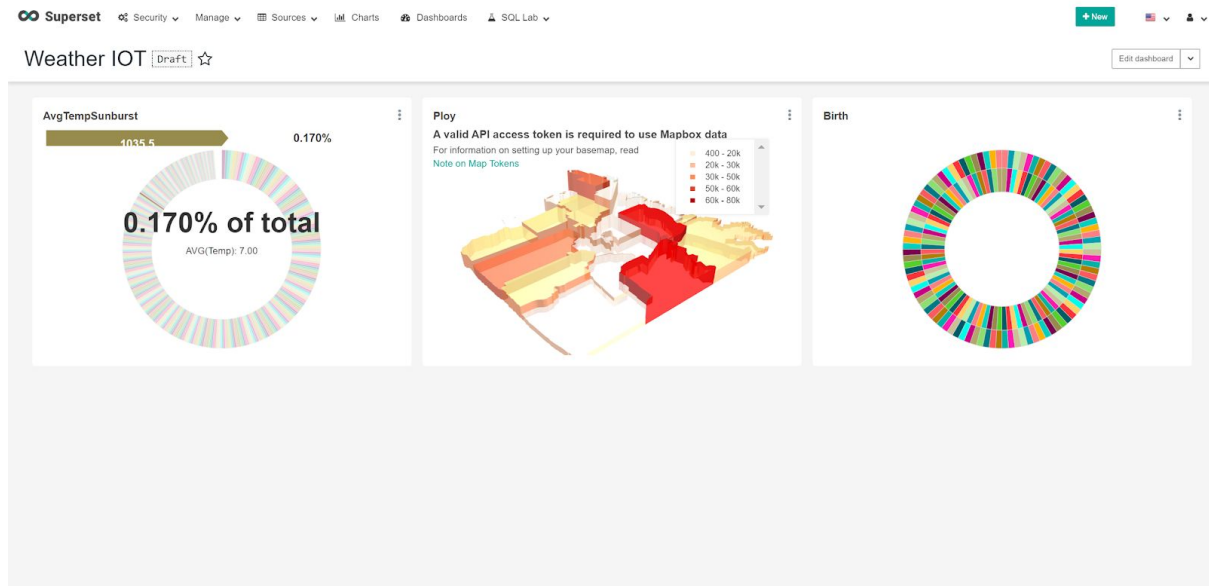 Superset Security Manage Sources Charts Dashboards SQL Lab + New
Weather IOT Draft Edit dashboard
AvgTempSunburst
1035.5 0.170%
0.170% of total
AVG(Temp): 7.00
Ploy
A valid API access token is required to use Mapbox data
For information on setting up your basemap, read
Note on Map Tokens
400 - 20k
20k - 30k
30k - 50k
50k - 60k
60k - 80k
Birth